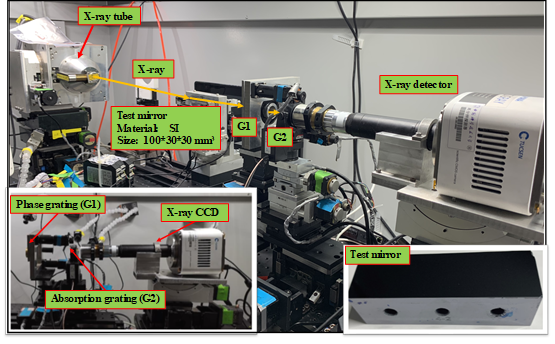 X-ray tube
X-ray
Test mirror
Material: SI
Size: 100*30*30 mm³
G1
G2
X-ray detector
TUCSEN
Phase grating (G1)
X-ray CCD
Absorption grating (G2)
Test mirror